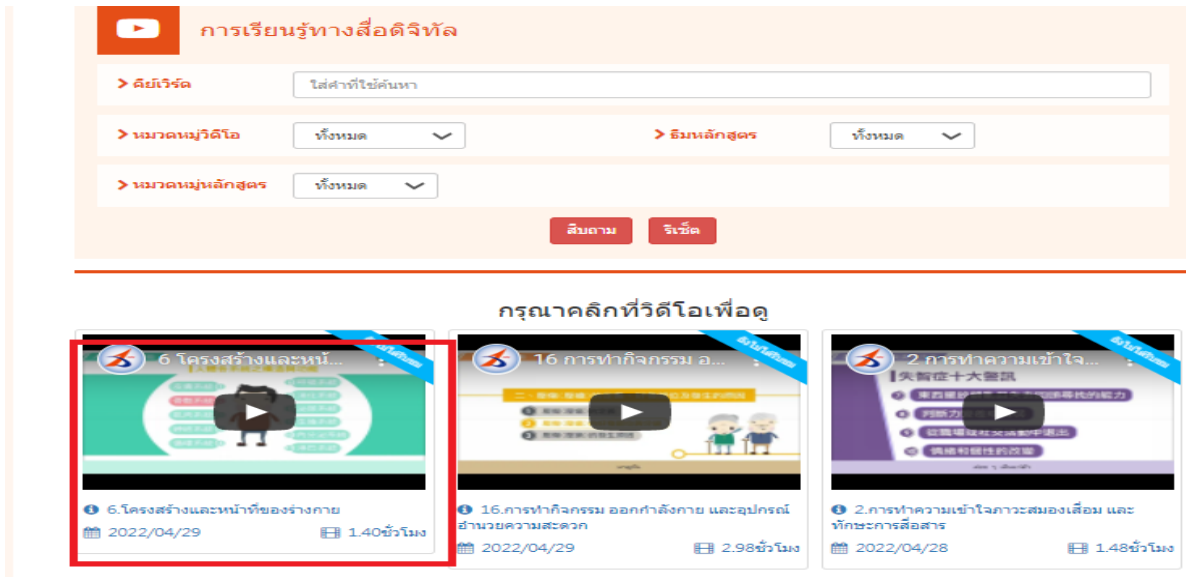 การเรียนรู้ทางสื่อดิจิทัล
คีย์เวิร์ด
ใส่คำที่ใช้ค้นหา
หมวดหมู่วิดีโอ
ทั้งหมด
ธีมหลักสูตร
ทั้งหมด
หมวดหมู่หลักสูตร
ทั้งหมด
สืบถาม
รีเซ็ต
กรุณาคลิกที่วิดีโอเพื่อดู
6 โครงสร้างและหน้...
16 การทำกิจกรรม อ...
2 การทำความเข้าใจ...
失智症十大警訊
情緒和個性的改變
6.โครงสร้างและหน้าที่ของร่างกาย
2022/04/29
1.40ชั่วโมง
16.การทำกิจกรรม ออกกำลังกาย และอุปกรณ์
อำนวยความสะดวก
2022/04/29
2.98ชั่วโมง
2.การทำความเข้าใจภาวะสมองเสื่อม และ
ทักษะการสื่อสาร
2022/04/28
1.48ชั่วโมง